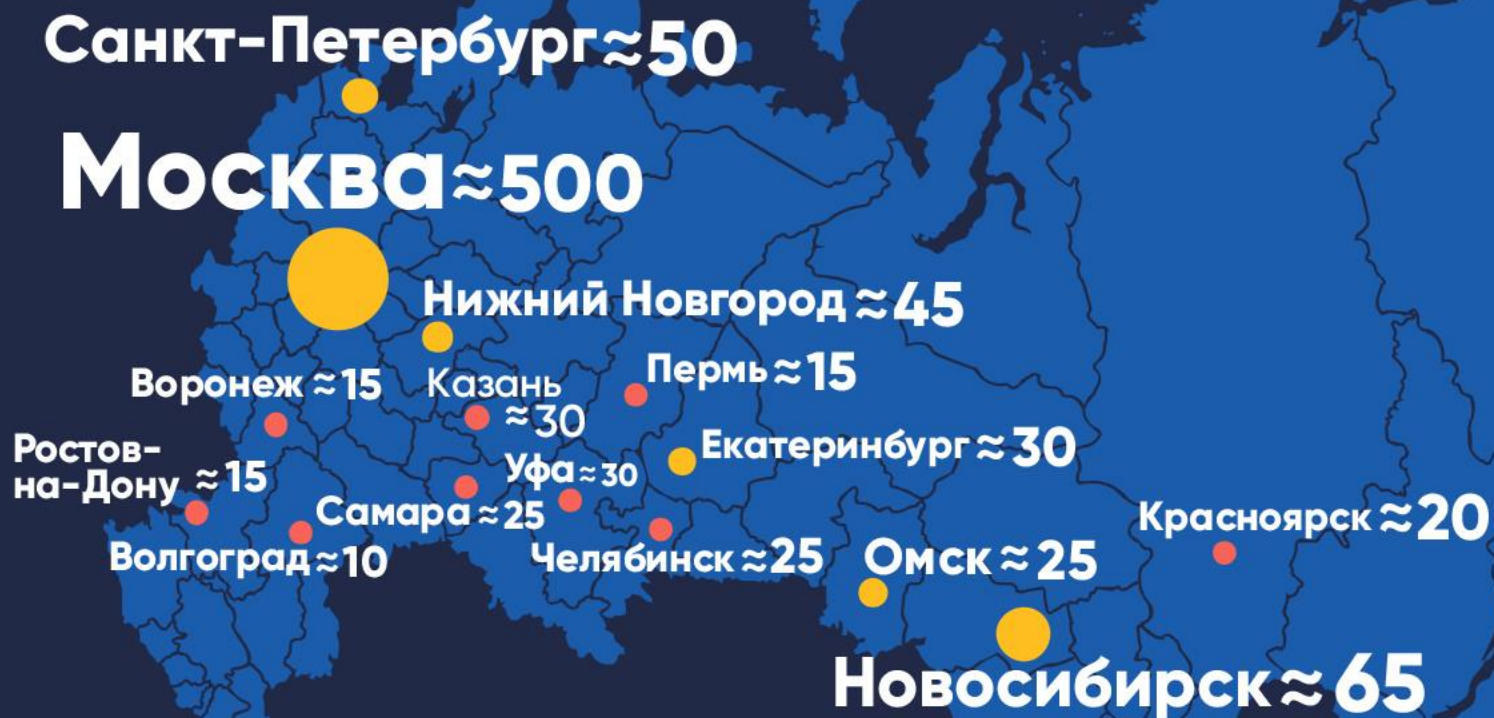 Санкт-Петербург≈50
Москва≈500
Нижний Новгород≈45
Воронеж≈15
Казань
≈30
Пермь≈15
Ростов-
на-Дону ≈15
Екатеринбург≈30
Уфа≈30
Самара≈25
Волгоград≈10
Челябинск≈25
Омск≈25
Красноярск≈20
Новосибирск≈65